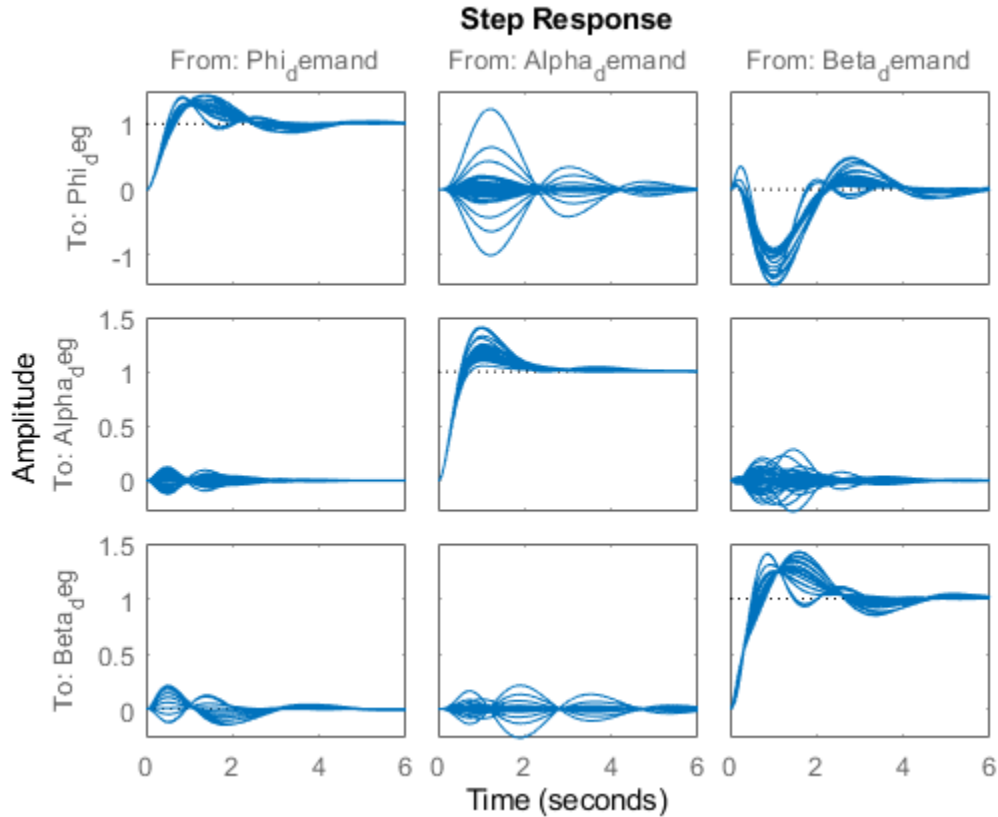 Step Response
From: Phi_demand From: Alpha_demand From: Beta_demand
To: Phi_deg
1
0
-1
To: Alpha_deg
1.5
1
0.5
0
Amplitude
To: Beta_deg
1.5
1
0.5
0
0 2 4 6 0 2 4 6 0 2 4 6
Time (seconds)